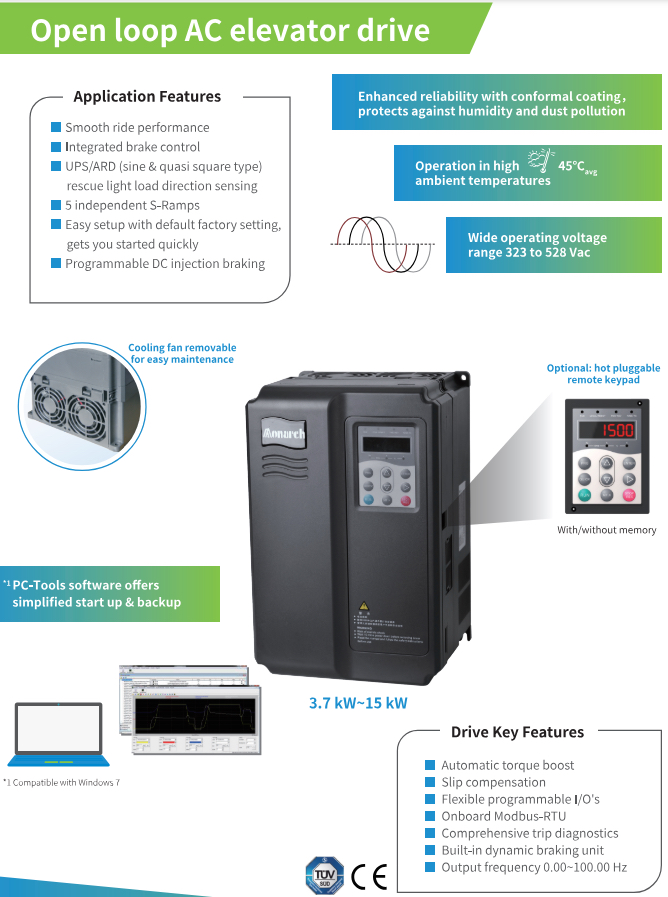 Open loop AC elevator drive
Application Features
Smooth ride performance
Integrated brake control
UPS/ARD (sine & quasi square type)
rescue light load direction sensing
5 independent S-Ramps
Easy setup with default factory setting,
gets you started quickly
Programmable DC injection braking
Enhanced reliability with conformal coating,
protects against humidity and dust pollution
Operation in high 45°Cavg
ambient temperatures
Wide operating voltage
range 323 to 528 Vac
Cooling fan removable
for easy maintenance
Monarch
Optional: hot pluggable
remote keypad
1500
With/without memory
*1 PC-Tools software offers
simplified start up & backup
*1 Compatible with Windows 7
3.7 kW~15 kW
Drive Key Features
Automatic torque boost
Slip compensation
Flexible programmable I/O's
Onboard Modbus-RTU
Comprehensive trip diagnostics
Built-in dynamic braking unit
Output frequency 0.00~100.00 Hz
TÜV
SÜD
CE